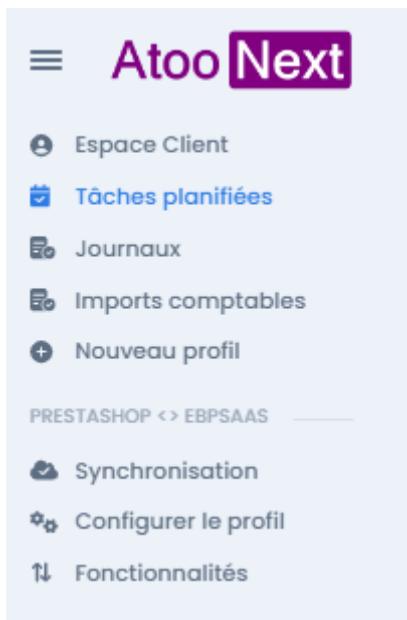 Atoo Next
Espace Client
Tâches planifiées
Journaux
Imports comptables
Nouveau profil
PRESTASHOP <> EBPSAAS
Synchronisation
Configurer le profil
Fonctionnalités